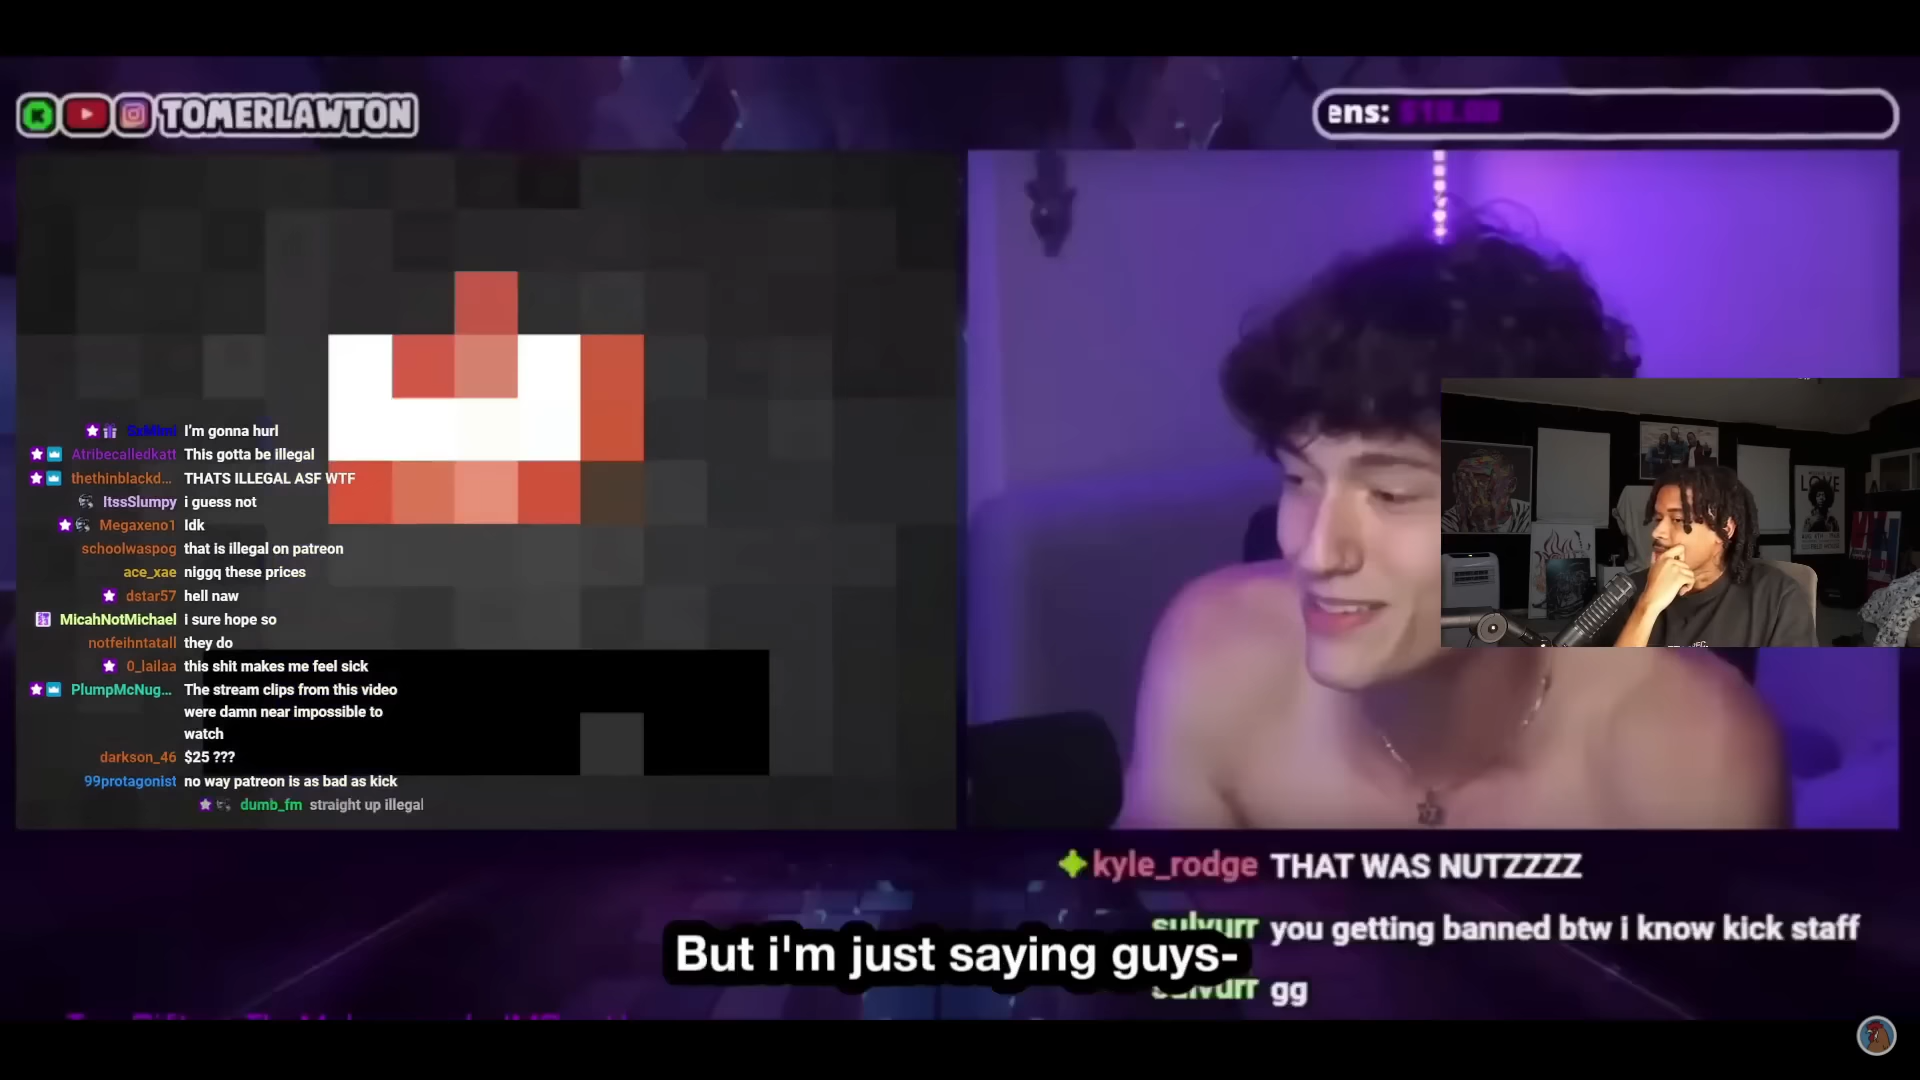 TOMERLAWTON
ens: $10.00
I'm gonna hurl
Atribecalledkatt This gotta be illegal
thethinblackd... THATS ILLEGAL ASF WTF
ItssSlumpy i guess not
Megaxeno1 Idk
schoolwaspog that is illegal on patreon
ace_xae niggq these prices
dstar57 hell naw
MicahNotMichael i sure hope so
notfeihntatall they do
0_lailaa this shit makes me feel sick
PlumpMcNug... The stream clips from this video
were damn near impossible to
watch
darkson_46 $25 ???
99protagonist no way patreon is as bad as kick
dumb_fm straight up illegal
LOVE
kyle_rodge THAT WAS NUTZZZZ
sulvurr you getting banned btw i know kick staff
But i'm just saying guys-
sulvurr gg